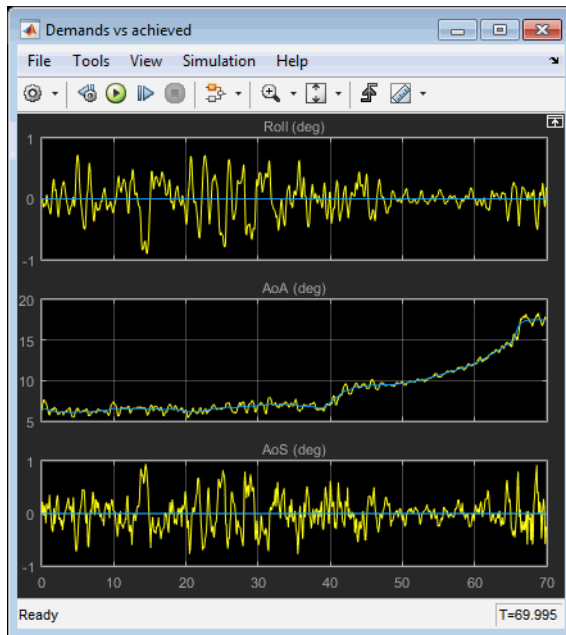 Demands vs achieved
File Tools View Simulation Help
Roll (deg)
1
0
-1
AoA (deg)
20
15
10
5
AoS (deg)
1
0
-1
0 10 20 30 40 50 60 70
Ready T=69.995